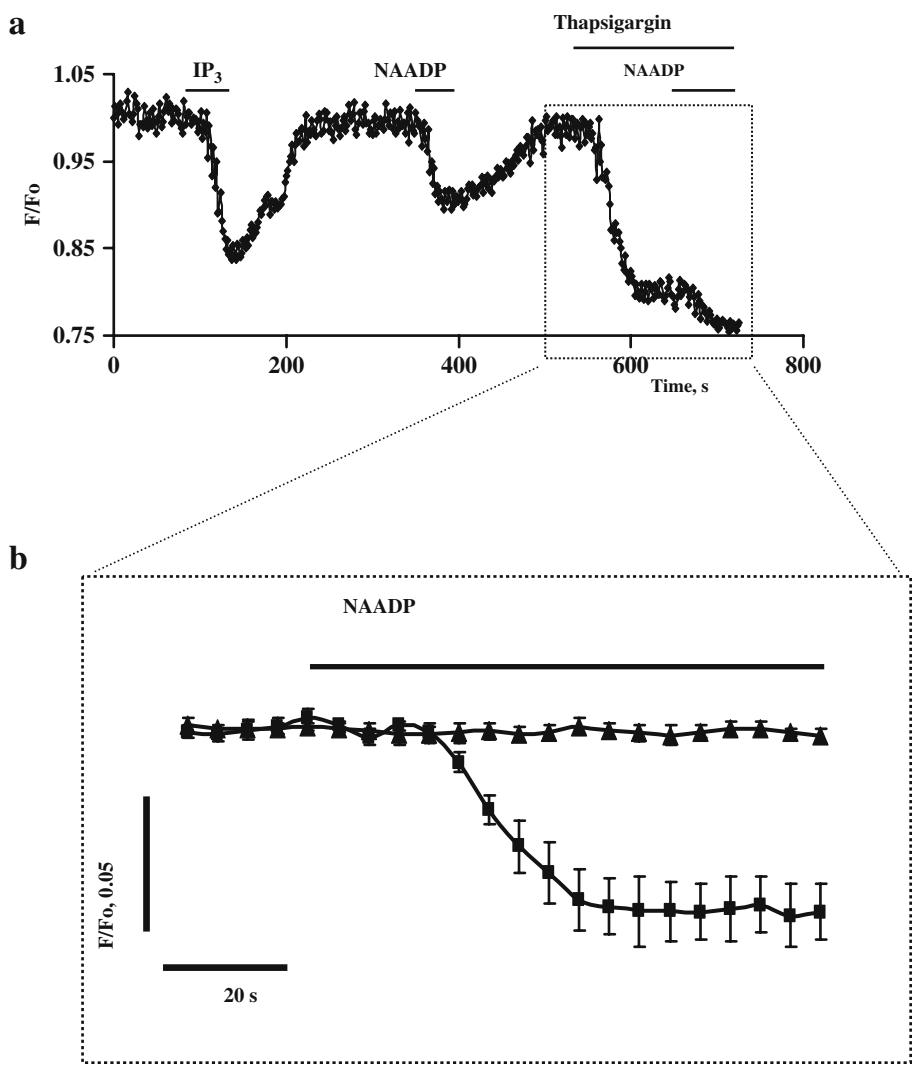 a
Thapsigargin
IP3
NAADP
NAADP
1.05
0.95
0.85
0.75
F/Fo
0
200
400
600
800
Time, s
b
NAADP
F/Fo, 0.05
20 s